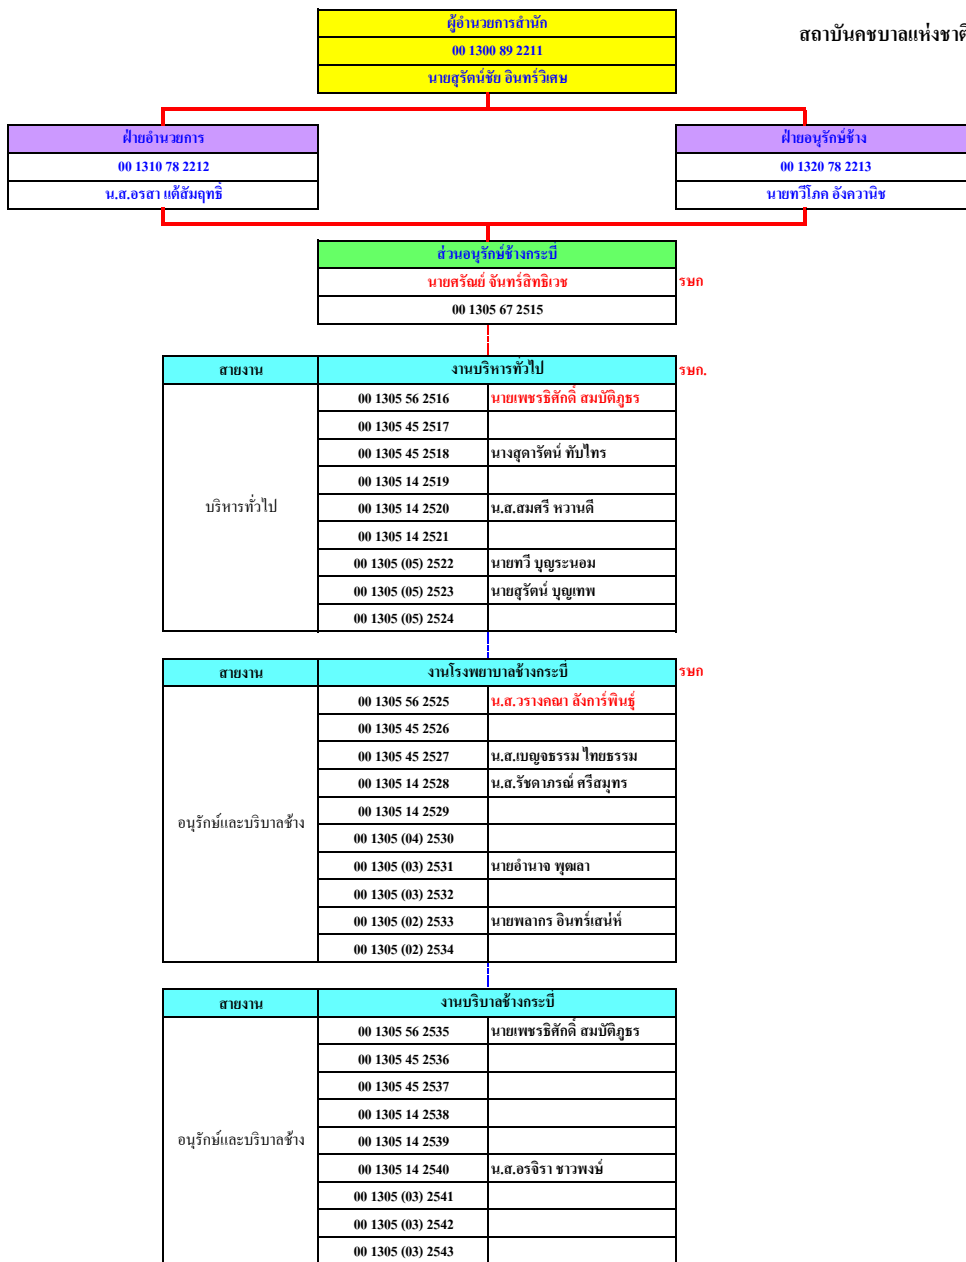 ผู้อำนวยการสำนัก
สถาบันคชบาลแห่งชาติ
00 1300 89 2211
นายสุรัตน์ชัย อินทร์วิเศษ
ฝ่ายอำนวยการ
ฝ่ายอนุรักษ์ช้าง
00 1310 78 2212
00 1320 78 2213
น.ส.อรสา แต้สัมฤทธิ์
นายทวีโภค อังควานิช
ส่วนอนุรักษ์ช้างกระบี่
นายศรัณย์ จันทร์สิทธิเวช รษก
00 1305 67 2515
สายงาน งานบริหารทั่วไป รษก.
00 1305 56 2516 นายเพชรธิศักดิ์ สมบัติภูธร
00 1305 45 2517
00 1305 45 2518 นางสุดารัตน์ ทับไทร
00 1305 14 2519
บริหารทั่วไป 00 1305 14 2520 น.ส.สมศรี หวานดี
00 1305 14 2521
00 1305 (05) 2522 นายทวี บุญระนอม
00 1305 (05) 2523 นายสุรัตน์ บุญเทพ
00 1305 (05) 2524
สายงาน งานโรงพยาบาลช้างกระบี่ รษก
00 1305 56 2525 น.ส.วรางคณา ลังการ์พินธุ์
00 1305 45 2526
00 1305 45 2527 น.ส.เบญจธรรม ไทยธรรม
00 1305 14 2528 น.ส.รัชดาภรณ์ ศรีสมุทร
00 1305 14 2529
อนุรักษ์และบริบาลช้าง
00 1305 (04) 2530
00 1305 (03) 2531 นายอำนาจ พุฒลา
00 1305 (03) 2532
00 1305 (02) 2533 นายพลากร อินทร์เสน่ห์
00 1305 (02) 2534
สายงาน งานบริบาลช้างกระบี่
00 1305 56 2535 นายเพชรธิศักดิ์ สมบัติภูธร
00 1305 45 2536
00 1305 45 2537
00 1305 14 2538
อนุรักษ์และบริบาลช้าง 00 1305 14 2539
00 1305 14 2540 น.ส.อรจิรา ชาวพงษ์
00 1305 (03) 2541
00 1305 (03) 2542
00 1305 (03) 2543